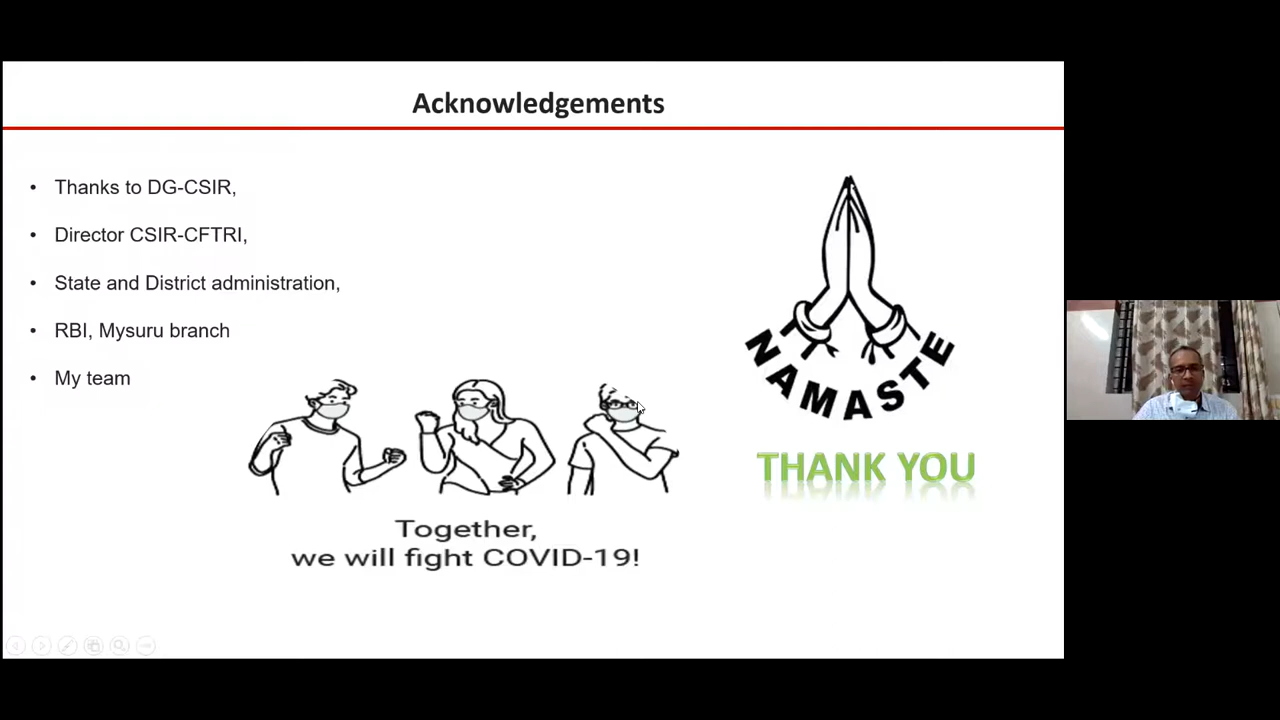 Acknowledgements
• Thanks to DG-CSIR,
• Director CSIR-CFTRI,
• State and District administration,
• RBI, Mysuru branch
• My team
NAMASTE
THANK YOU
Together,
we will fight COVID-19!